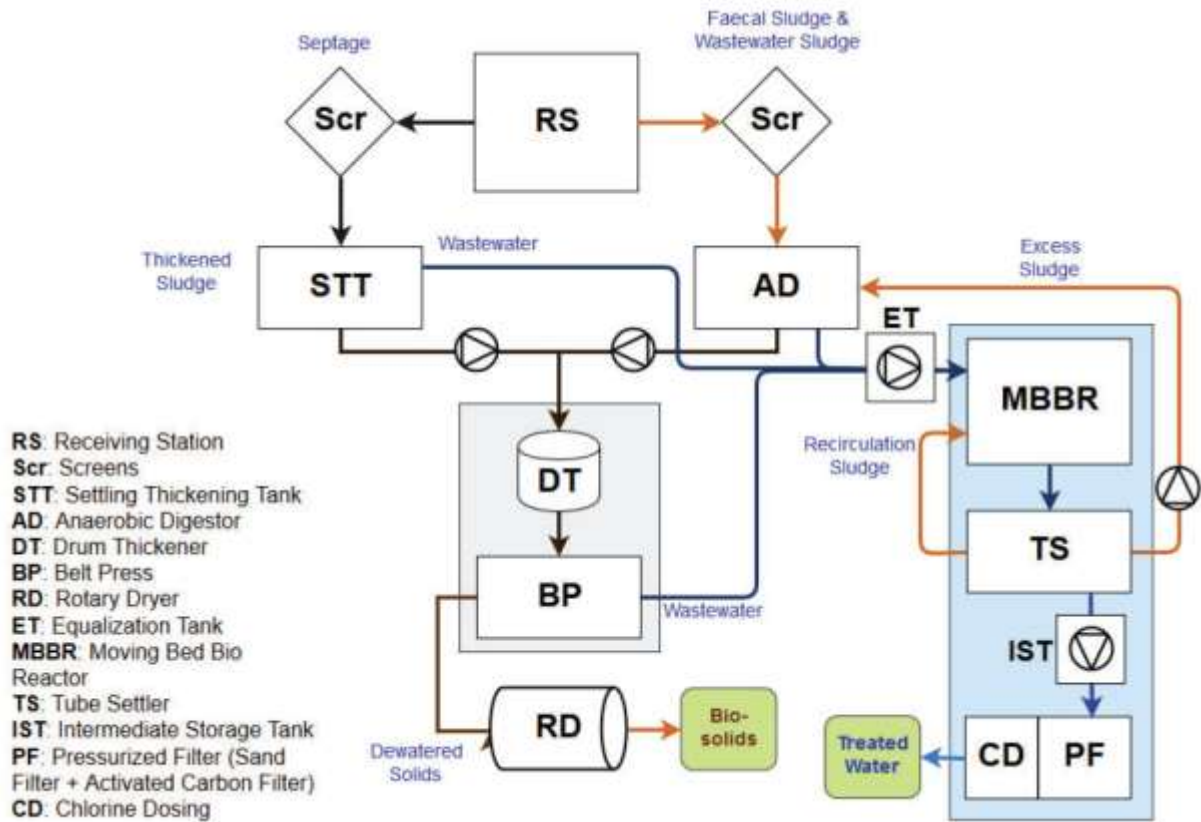 Septage
Faecal Sludge &
Wastewater Sludge
Scr
RS
Scr
Thickened
Sludge
STT
Wastewater
AD
Excess
Sludge
ET
MBBR
Recirculation
Sludge
DT
TS
BP
Wastewater
IST
RD
Dewatered
Solids
Bio-
solids
Treated
Water
CD
PF
RS: Receiving Station
Scr: Screens
STT: Settling Thickening Tank
AD: Anaerobic Digestor
DT: Drum Thickener
BP: Belt Press
RD: Rotary Dryer
ET: Equalization Tank
MBBR: Moving Bed Bio
Reactor
TS: Tube Settler
IST: Intermediate Storage Tank
PF: Pressurized Filter (Sand
Filter + Activated Carbon Filter)
CD: Chlorine Dosing